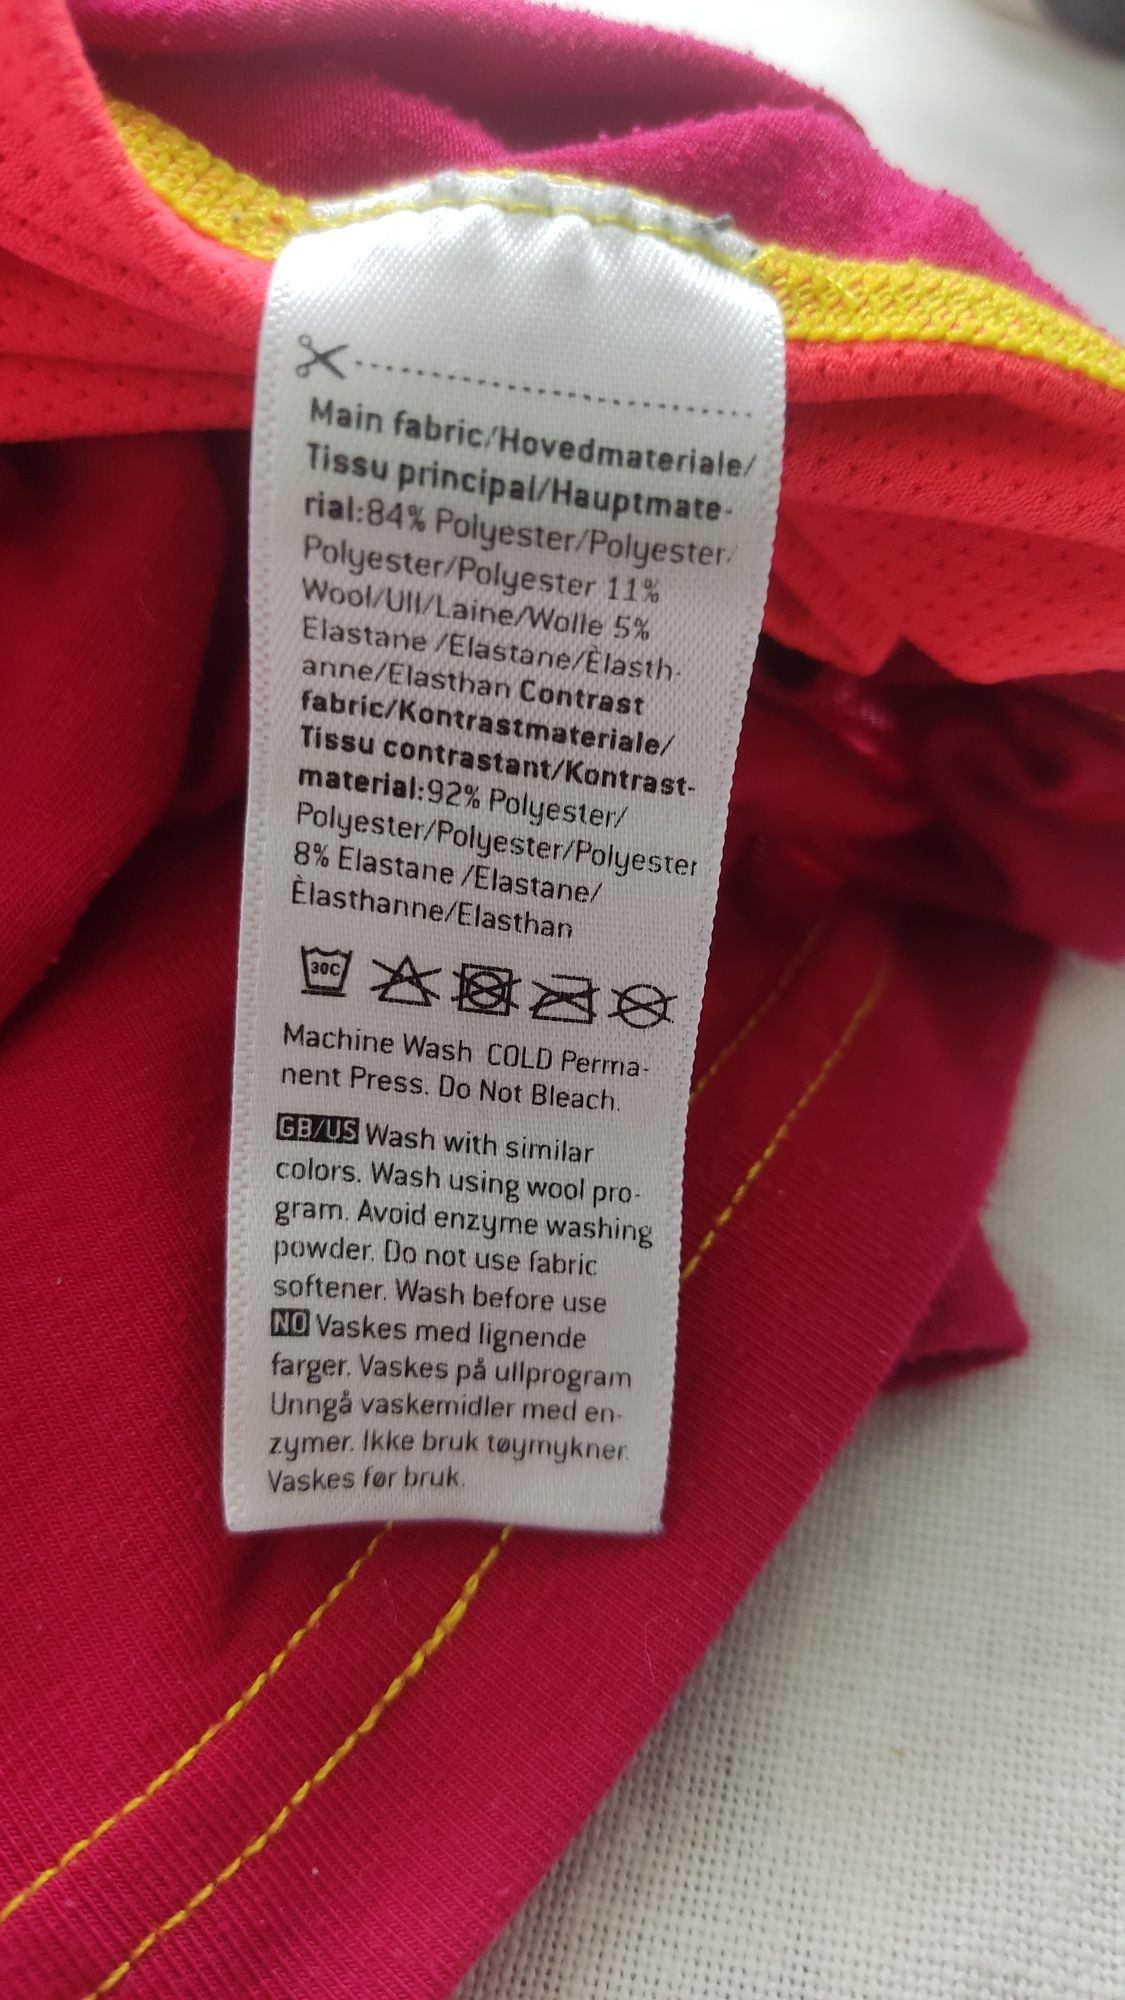 Main fabric/Hovedmateriale/
Tissu principal/Hauptmate-
rial:84% Polyester/Polyester/
Polyester/Polyester 11%
Wool/Ull/Laine/Wolle 5%
Elastane /Elastane/Èlasth-
anne/Elasthan Contrast
fabric/Kontrastmateriale/
Tissu contrastant/Kontrast-
material:92% Polyester/
Polyester/Polyester/Polyester
8% Elastane /Elastane/
Èlasthanne/Elasthan
30C
Machine Wash COLD Perma-
nent Press. Do Not Bleach.
GB/US Wash with similar
colors. Wash using wool pro-
gram. Avoid enzyme washing
powder. Do not use fabric
softener. Wash before use
NO Vaskes med lignende
farger. Vaskes på ullprogram
Unngå vaskemidler med en-
zymer. Ikke bruk tøymykner.
Vaskes før bruk.